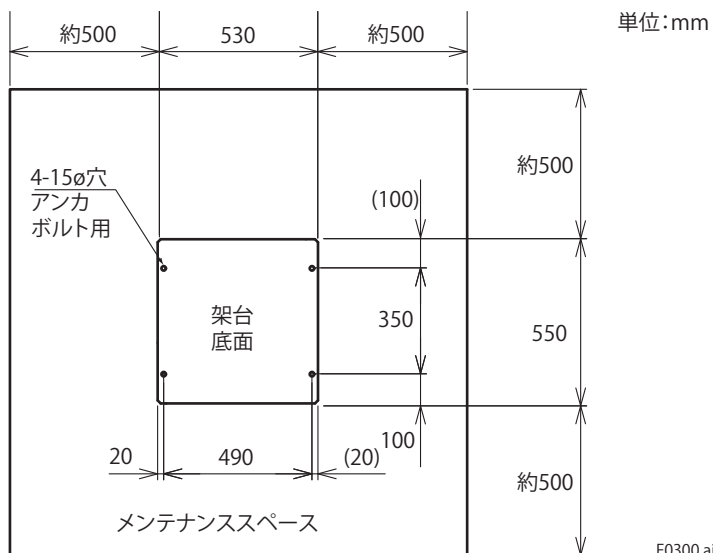 単位：mm
約500
530
約500
約500
4-15ø穴
アンカ
ボルト用
(100)
架台
底面
350
550
100
20
490
(20)
約500
メンテナンススペース
F0300.ai